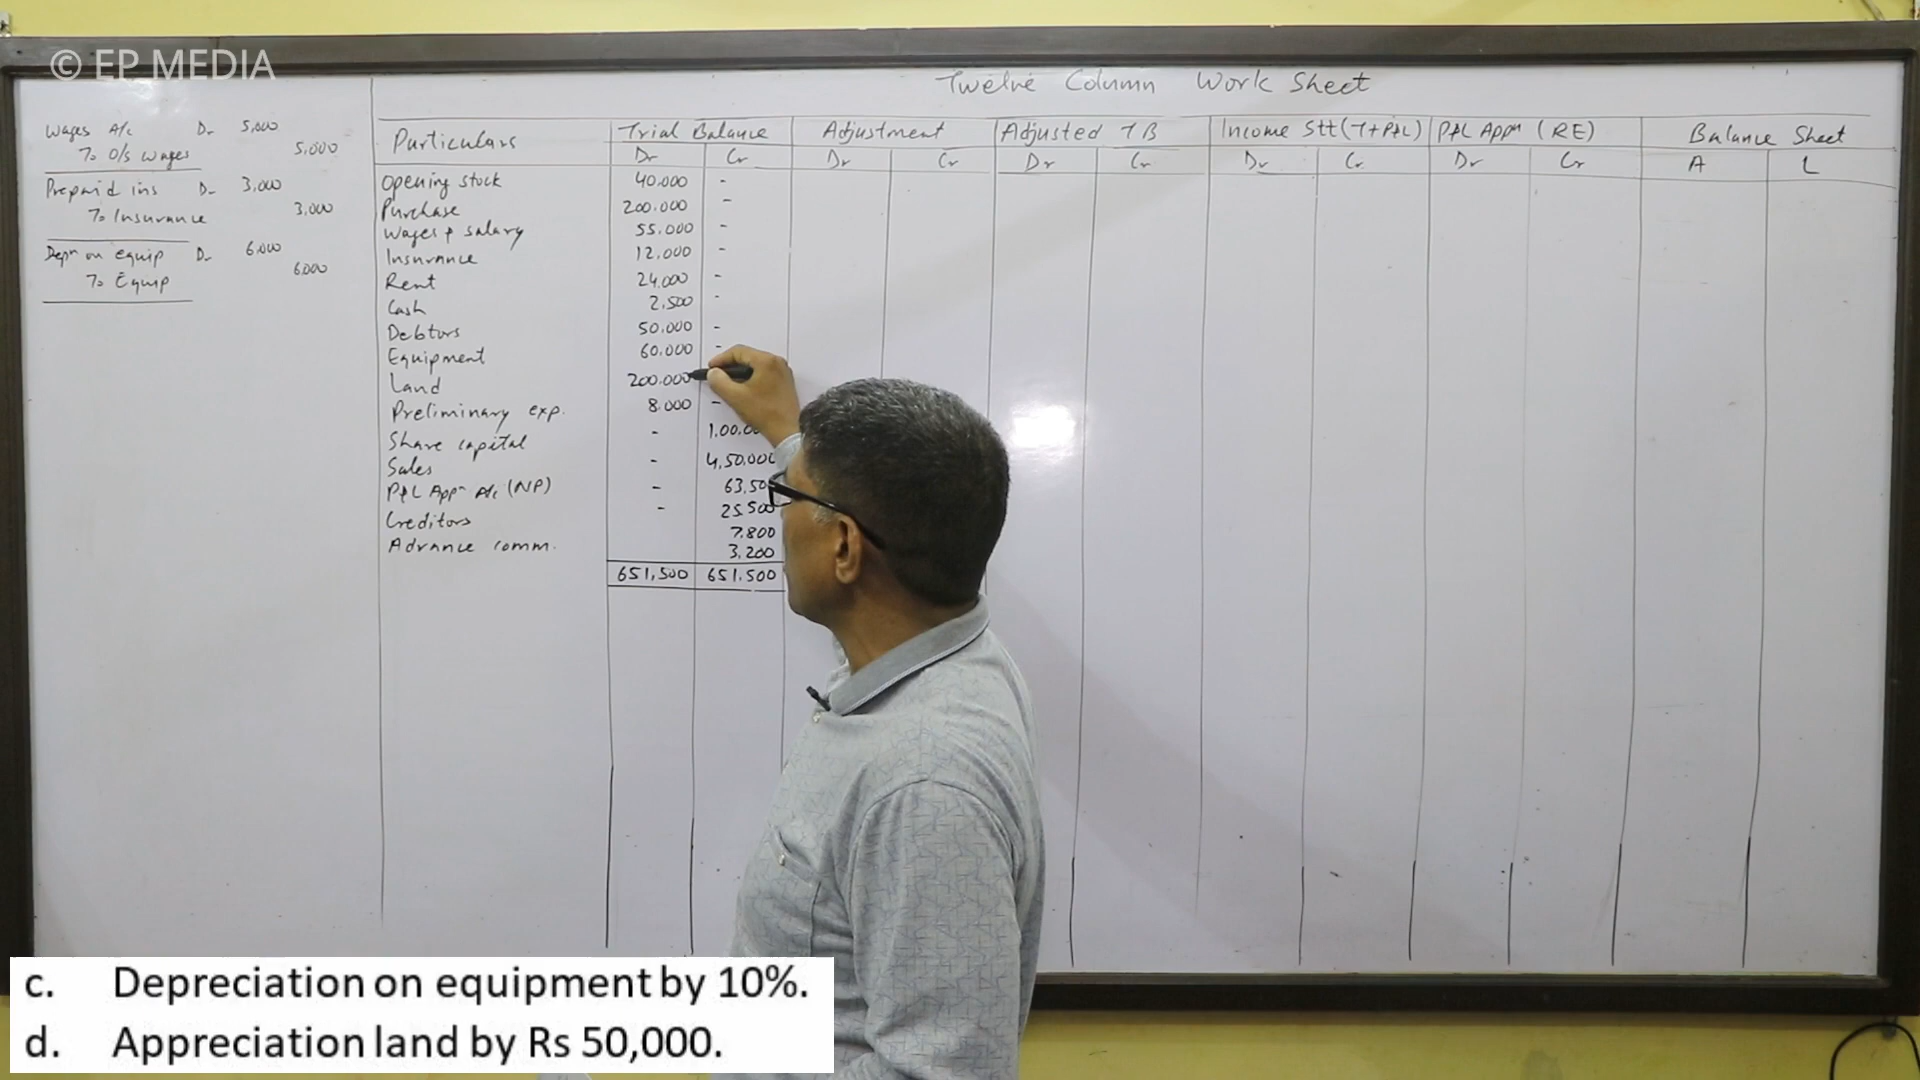 © EP MEDIA
Twelve Column Work Sheet
Wages A/c Dr 5,000
To O/s wages 5,000
Prepaid ins Dr 3,000
To Insurance 3,000
Depn on equip Dr 6,000
To Equip 6,000
Particulars Trial Balance Adjustment Adjusted TB Income Stt (T+P&L) P&L Appn (RE) Balance Sheet
Dr Cr Dr Cr Dr Cr Dr Cr Dr Cr A L
Opening stock 40,000 -
Purchase 200,000 -
Wages & salary 55,000 -
Insurance 12,000 -
Rent 24,000 -
Cash 2,500 -
Debtors 50,000 -
Equipment 60,000 -
Land 200,000
Preliminary exp. 8,000 -
Share capital - 1,00,0
Sales - 4,50,000
P&L Appn A/c (NP) - 63,50
Creditors - 25,500
Advance comm. 7,800
3,200
651,500 651,500
c. Depreciation on equipment by 10%.
d. Appreciation land by Rs 50,000.